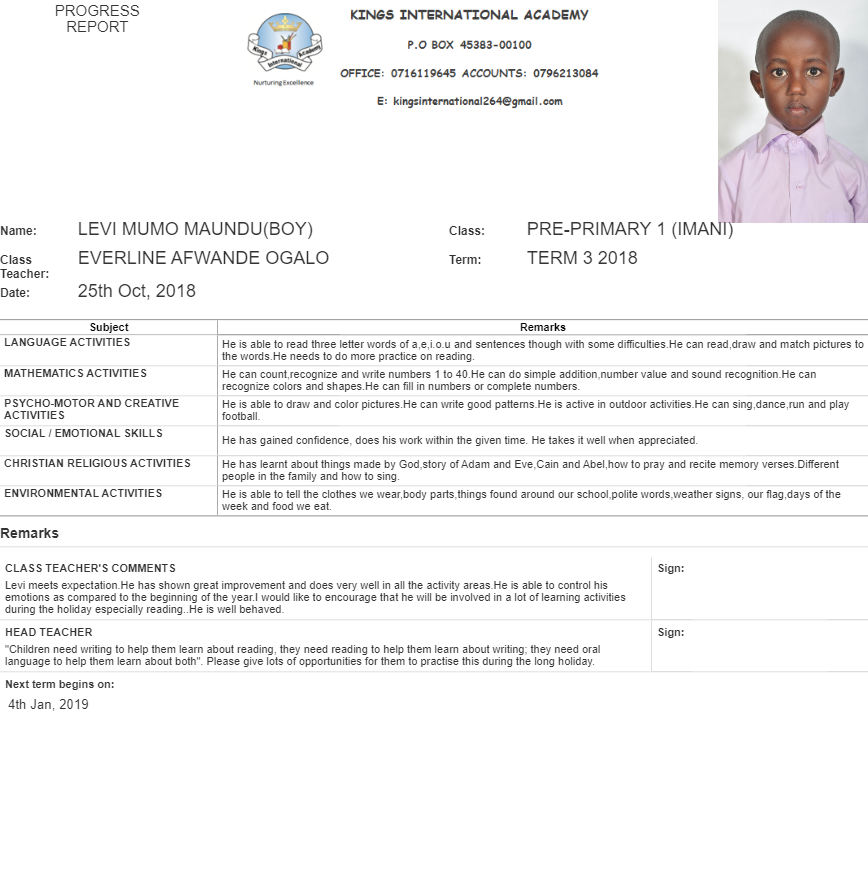 PROGRESS
REPORT
Kings International Academy
Nurturing Excellence
KINGS INTERNATIONAL ACADEMY
P.O BOX 45383-00100
OFFICE: 0716119645 ACCOUNTS: 0796213084
E: kingsinternational264@gmail.com
Name: LEVI MUMO MAUNDU(BOY) Class: PRE-PRIMARY 1 (IMANI)
Class Teacher: EVERLINE AFWANDE OGALO Term: TERM 3 2018
Date: 25th Oct, 2018
Subject Remarks
LANGUAGE ACTIVITIES He is able to read three letter words of a,e,i.o.u and sentences though with some difficulties.He can read,draw and match pictures to
the words.He needs to do more practice on reading.
MATHEMATICS ACTIVITIES He can count,recognize and write numbers 1 to 40.He can do simple addition,number value and sound recognition.He can
recognize colors and shapes.He can fill in numbers or complete numbers.
PSYCHO-MOTOR AND CREATIVE
ACTIVITIES
He is able to draw and color pictures.He can write good patterns.He is active in outdoor activities.He can sing,dance,run and play
football.
SOCIAL / EMOTIONAL SKILLS
He has gained confidence, does his work within the given time. He takes it well when appreciated.
CHRISTIAN RELIGIOUS ACTIVITIES He has learnt about things made by God,story of Adam and Eve,Cain and Abel,how to pray and recite memory verses.Different
people in the family and how to sing.
ENVIRONMENTAL ACTIVITIES He is able to tell the clothes we wear,body parts,things found around our school,polite words,weather signs, our flag,days of the
week and food we eat.
Remarks
CLASS TEACHER'S COMMENTS Sign:
Levi meets expectation.He has shown great improvement and does very well in all the activity areas.He is able to control his
emotions as compared to the beginning of the year.I would like to encourage that he will be involved in a lot of learning activities
during the holiday especially reading..He is well behaved.
HEAD TEACHER Sign:
"Children need writing to help them learn about reading, they need reading to help them learn about writing; they need oral
language to help them learn about both". Please give lots of opportunities for them to practise this during the long holiday.
Next term begins on:
4th Jan, 2019